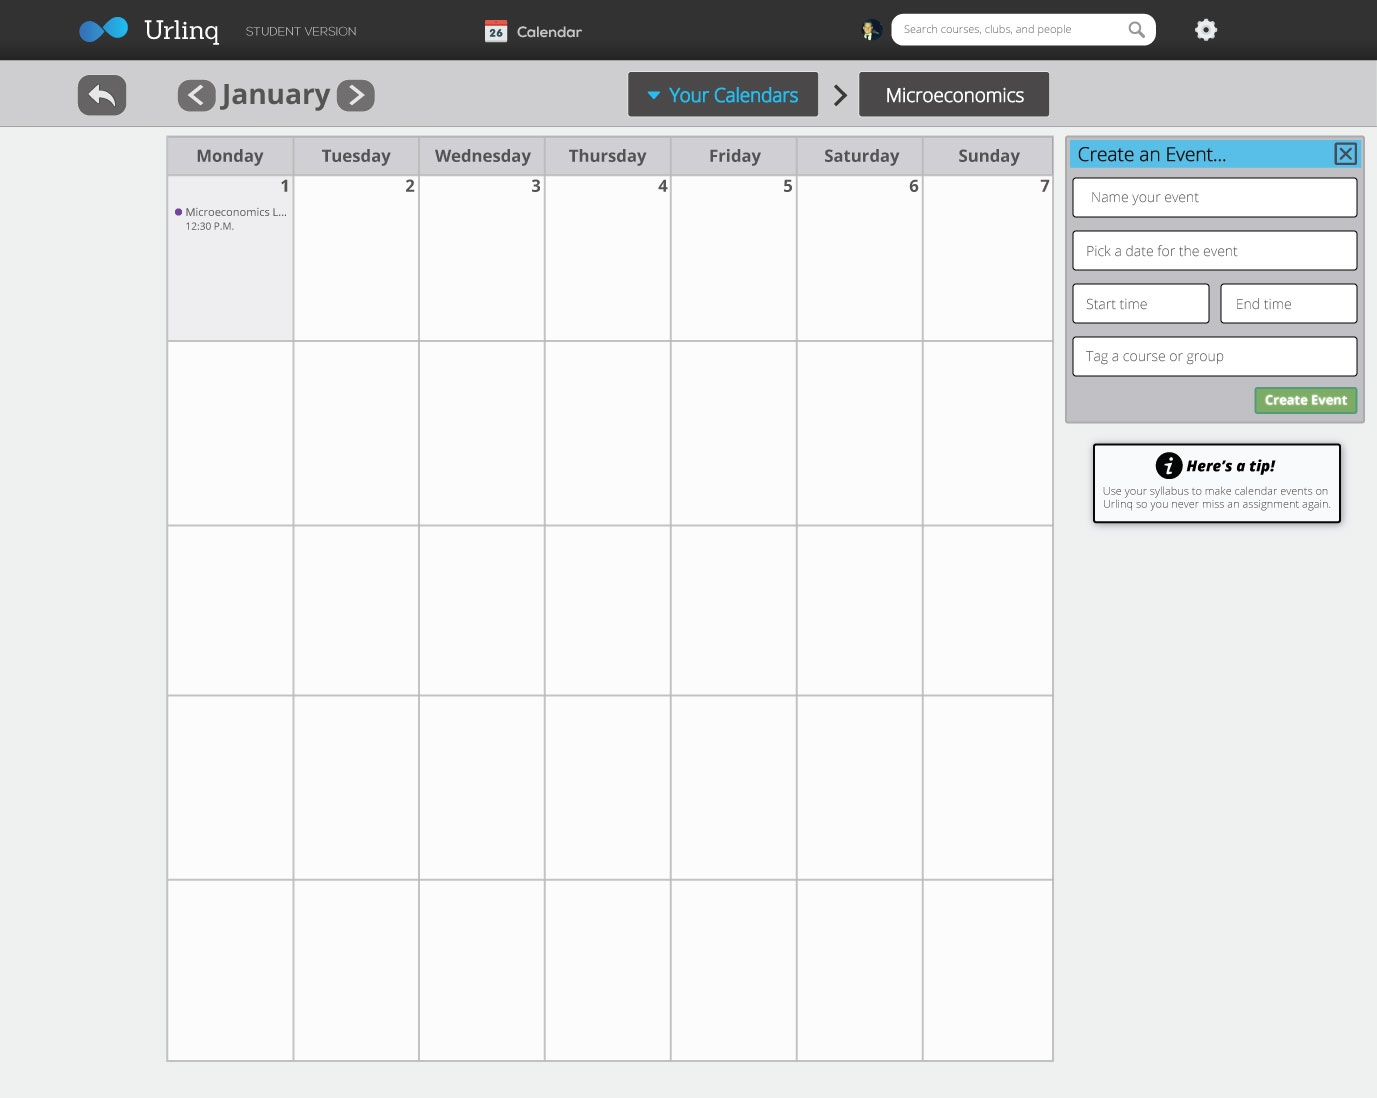 Urlinq
STUDENT VERSION
26
Calendar
Search courses, clubs, and people
January
Your Calendars
Microeconomics
Monday Tuesday Wednesday Thursday Friday Saturday Sunday
1 2 3 4 5 6 7
Microeconomics L...
12:30 P.M.
Create an Event...
Name your event
Pick a date for the event
Start time
End time
Tag a course or group
Create Event
i Here's a tip!
Use your syllabus to make calendar events on
Urlinq so you never miss an assignment again.